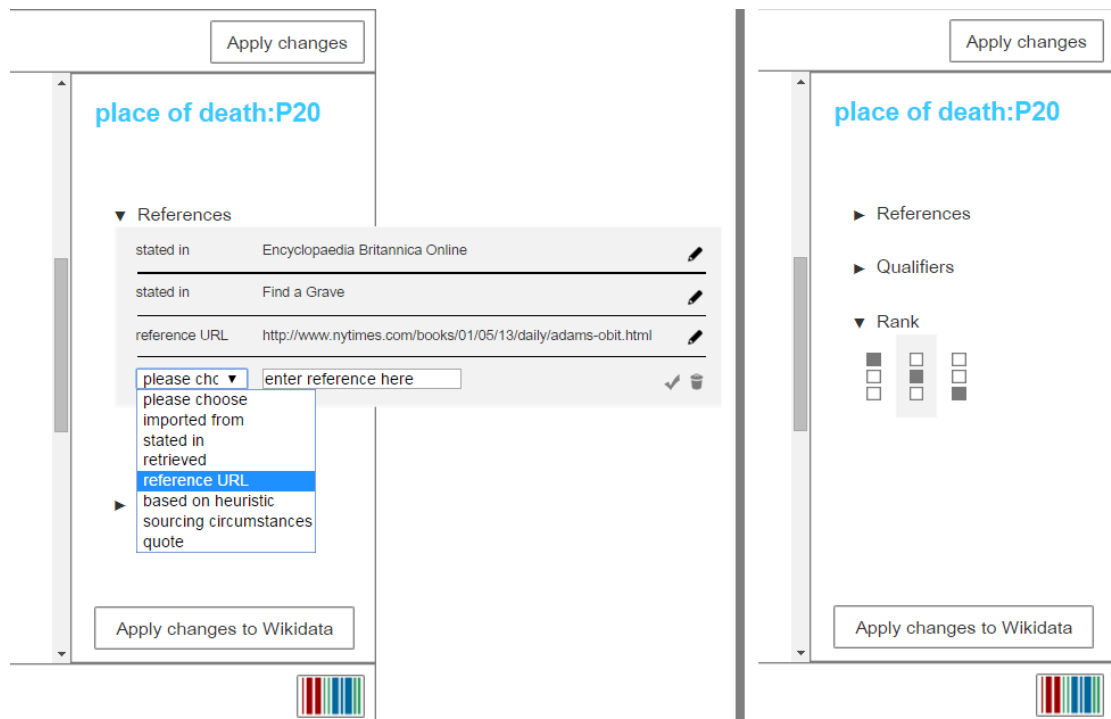 Apply changes
place of death:P20
▼ References
stated in Encyclopaedia Britannica Online
stated in Find a Grave
reference URL http://www.nytimes.com/books/01/05/13/daily/adams-obit.html
please chc ▼ enter reference here
please choose
imported from
stated in
retrieved
reference URL
based on heuristic
sourcing circumstances
quote
Apply changes to Wikidata
Apply changes
place of death:P20
► References
► Qualifiers
▼ Rank
Apply changes to Wikidata